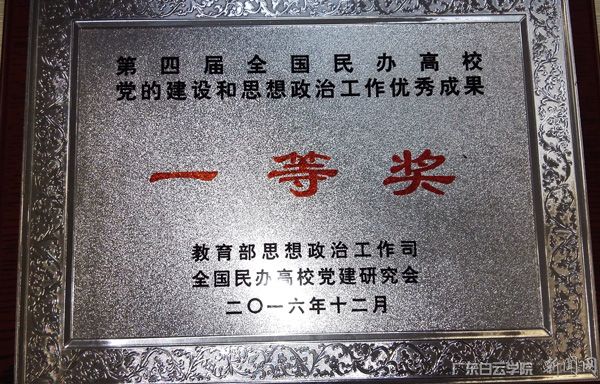 第四届全国民办高校
党的建设和思想政治工作优秀成果
一等奖
教育部思想政治工作司
全国民办高校党建研究会
二〇一六年十二月
广东白云学院 新闻网